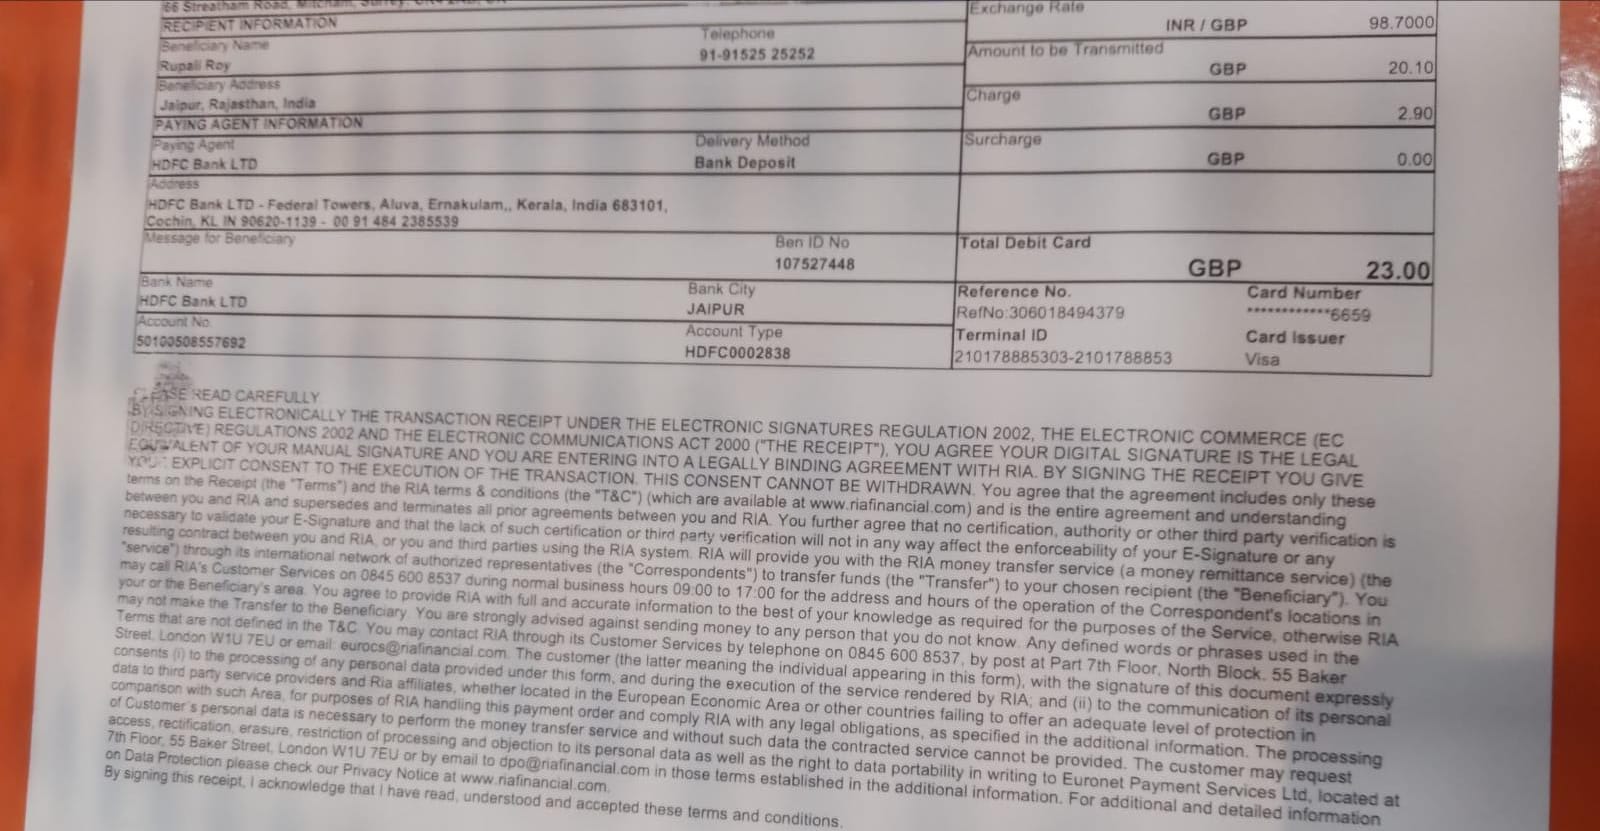 66 Streatham Road, Mitcham, Surrey.
RECIPIENT INFORMATION
Beneficiary Name
Rupali Roy
Telephone
91-91525 25252
Beneficiary Address
Jaipur, Rajasthan, India
PAYING AGENT INFORMATION
Paying Agent
HDFC Bank LTD
Delivery Method
Bank Deposit
Address
HDFC Bank LTD - Federal Towers, Aluva, Ernakulam,, Kerala, India 683101,
Cochin, KL IN 90620-1139 - 00 91 484 2385539
Message for Beneficiary
Ben ID No
107527448
Bank Name
HDFC Bank LTD
Bank City
JAIPUR
Account No.
50100508557692
Account Type
HDFC0002838
Exchange Rate
INR / GBP 98.7000
Amount to be Transmitted
GBP 20.10
Charge
GBP 2.90
Surcharge
GBP 0.00
Total Debit Card
GBP 23.00
Reference No.
RefNo:306018494379
Card Number
************6659
Terminal ID
210178885303-2101788853
Card Issuer
Visa
PLEASE READ CAREFULLY
BY SIGNING ELECTRONICALLY THE TRANSACTION RECEIPT UNDER THE ELECTRONIC SIGNATURES REGULATION 2002, THE ELECTRONIC COMMERCE (EC
DIRECTIVE) REGULATIONS 2002 AND THE ELECTRONIC COMMUNICATIONS ACT 2000 ("THE RECEIPT"), YOU AGREE YOUR DIGITAL SIGNATURE IS THE LEGAL
EQUIVALENT OF YOUR MANUAL SIGNATURE AND YOU ARE ENTERING INTO A LEGALLY BINDING AGREEMENT WITH RIA. BY SIGNING THE RECEIPT YOU GIVE
YOUR EXPLICIT CONSENT TO THE EXECUTION OF THE TRANSACTION. THIS CONSENT CANNOT BE WITHDRAWN. You agree that the agreement includes only these
terms on the Receipt (the "Terms") and the RIA terms & conditions (the "T&C") (which are available at www.riafinancial.com) and is the entire agreement and understanding
between you and RIA and supersedes and terminates all prior agreements between you and RIA. You further agree that no certification, authority or other third party verification is
necessary to validate your E-Signature and that the lack of such certification or third party verification will not in any way affect the enforceability of your E-Signature or any
resulting contract between you and RIA, or you and third parties using the RIA system. RIA will provide you with the RIA money transfer service (a money remittance service) (the
"service") through its international network of authorized representatives (the "Correspondents") to transfer funds (the "Transfer") to your chosen recipient (the "Beneficiary"). You
may call RIA's Customer Services on 0845 600 8537 during normal business hours 09:00 to 17:00 for the address and hours of the operation of the Correspondent's locations in
your or the Beneficiary's area. You agree to provide RIA with full and accurate information to the best of your knowledge as required for the purposes of the Service, otherwise RIA
may not make the Transfer to the Beneficiary. You are strongly advised against sending money to any person that you do not know. Any defined words or phrases used in the
Terms that are not defined in the T&C. You may contact RIA through its Customer Services by telephone on 0845 600 8537, by post at Part 7th Floor, North Block, 55 Baker
Street, London W1U 7EU or email: eurocs@riafinancial.com. The customer (the latter meaning the individual appearing in this form), with the signature of this document expressly
consents (i) to the processing of any personal data provided under this form, and during the execution of the service rendered by RIA; and (ii) to the communication of its personal
data to third party service providers and Ria affiliates, whether located in the European Economic Area or other countries failing to offer an adequate level of protection in
comparison with such Area, for purposes of RIA handling this payment order and comply RIA with any legal obligations, as specified in the additional information. The processing
of Customer's personal data is necessary to perform the money transfer service and without such data the contracted service cannot be provided. The customer may request
access, rectification, erasure, restriction of processing and objection to its personal data as well as the right to data portability in writing to Euronet Payment Services Ltd, located at
7th Floor, 55 Baker Street, London W1U 7EU or by email to dpo@riafinancial.com in those terms established in the additional information. For additional and detailed information
on Data Protection please check our Privacy Notice at www.riafinancial.com.
By signing this receipt, I acknowledge that I have read, understood and accepted these terms and conditions.